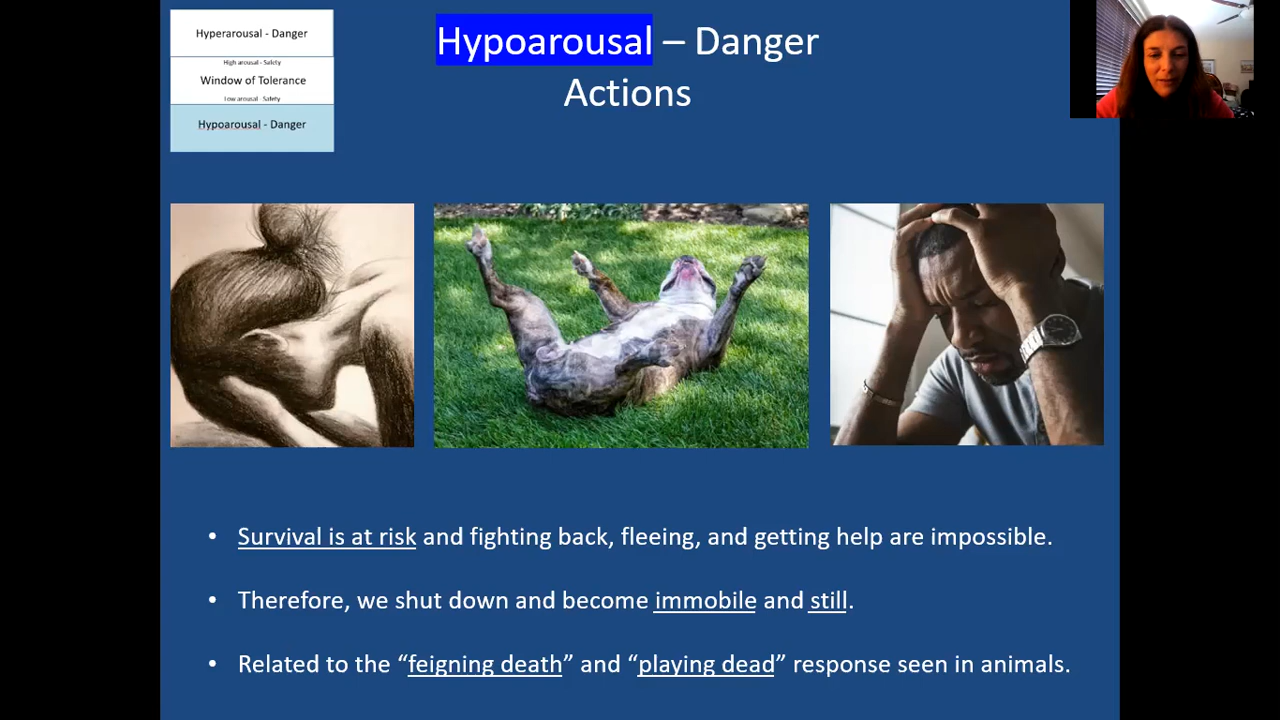 Hyperarousal - Danger
High arousal - Safety
Window of Tolerance
Low arousal - Safety
Hypoarousal - Danger
Hypoarousal – Danger
Actions
• Survival is at risk and fighting back, fleeing, and getting help are impossible.
• Therefore, we shut down and become immobile and still.
• Related to the “feigning death” and “playing dead” response seen in animals.